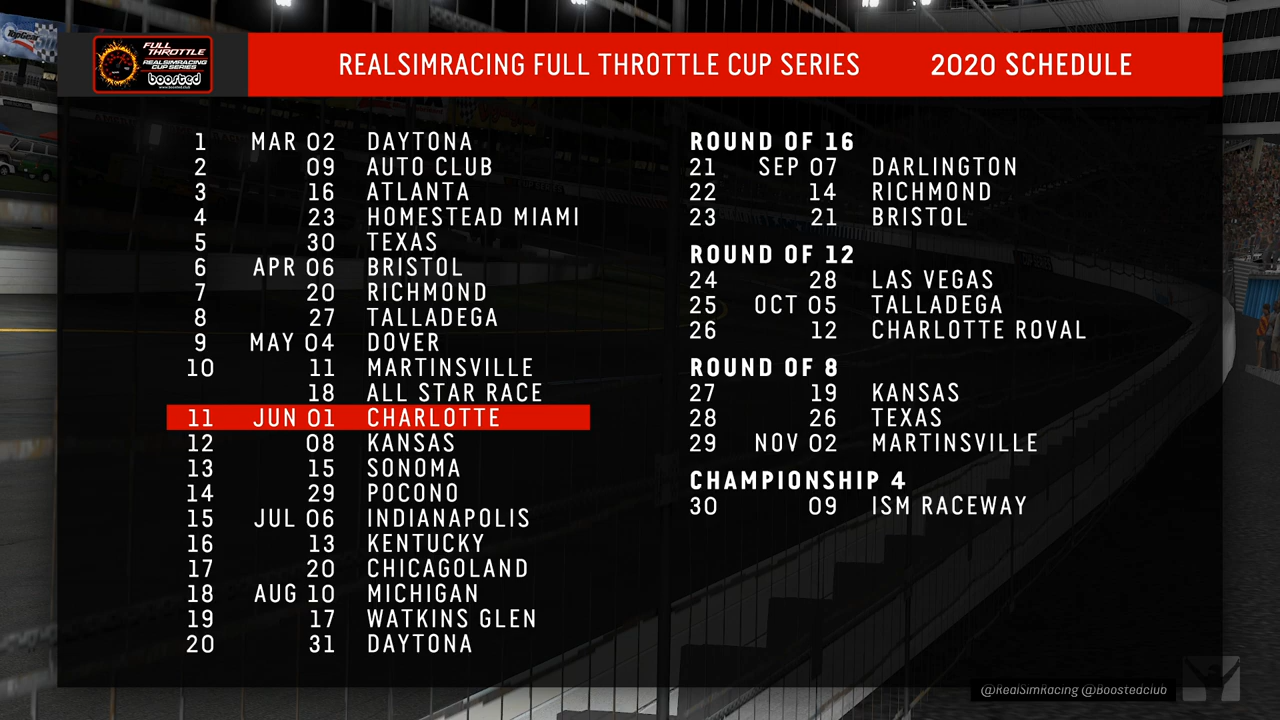 FULL THROTTLE
REALSIMRACING CUP SERIES
boosted
www.boosted.club
REALSIMRACING FULL THROTTLE CUP SERIES 2020 SCHEDULE
1 MAR 02 DAYTONA
2 09 AUTO CLUB
3 16 ATLANTA
4 23 HOMESTEAD MIAMI
5 30 TEXAS
6 APR 06 BRISTOL
7 20 RICHMOND
8 27 TALLADEGA
9 MAY 04 DOVER
10 11 MARTINSVILLE
18 ALL STAR RACE
11 JUN 01 CHARLOTTE
12 08 KANSAS
13 15 SONOMA
14 29 POCONO
15 JUL 06 INDIANAPOLIS
16 13 KENTUCKY
17 20 CHICAGOLAND
18 AUG 10 MICHIGAN
19 17 WATKINS GLEN
20 31 DAYTONA
ROUND OF 16
21 SEP 07 DARLINGTON
22 14 RICHMOND
23 21 BRISTOL
ROUND OF 12
24 28 LAS VEGAS
25 OCT 05 TALLADEGA
26 12 CHARLOTTE ROVAL
ROUND OF 8
27 19 KANSAS
28 26 TEXAS
29 NOV 02 MARTINSVILLE
CHAMPIONSHIP 4
30 09 ISM RACEWAY
@RealSimRacing @Boostedclub